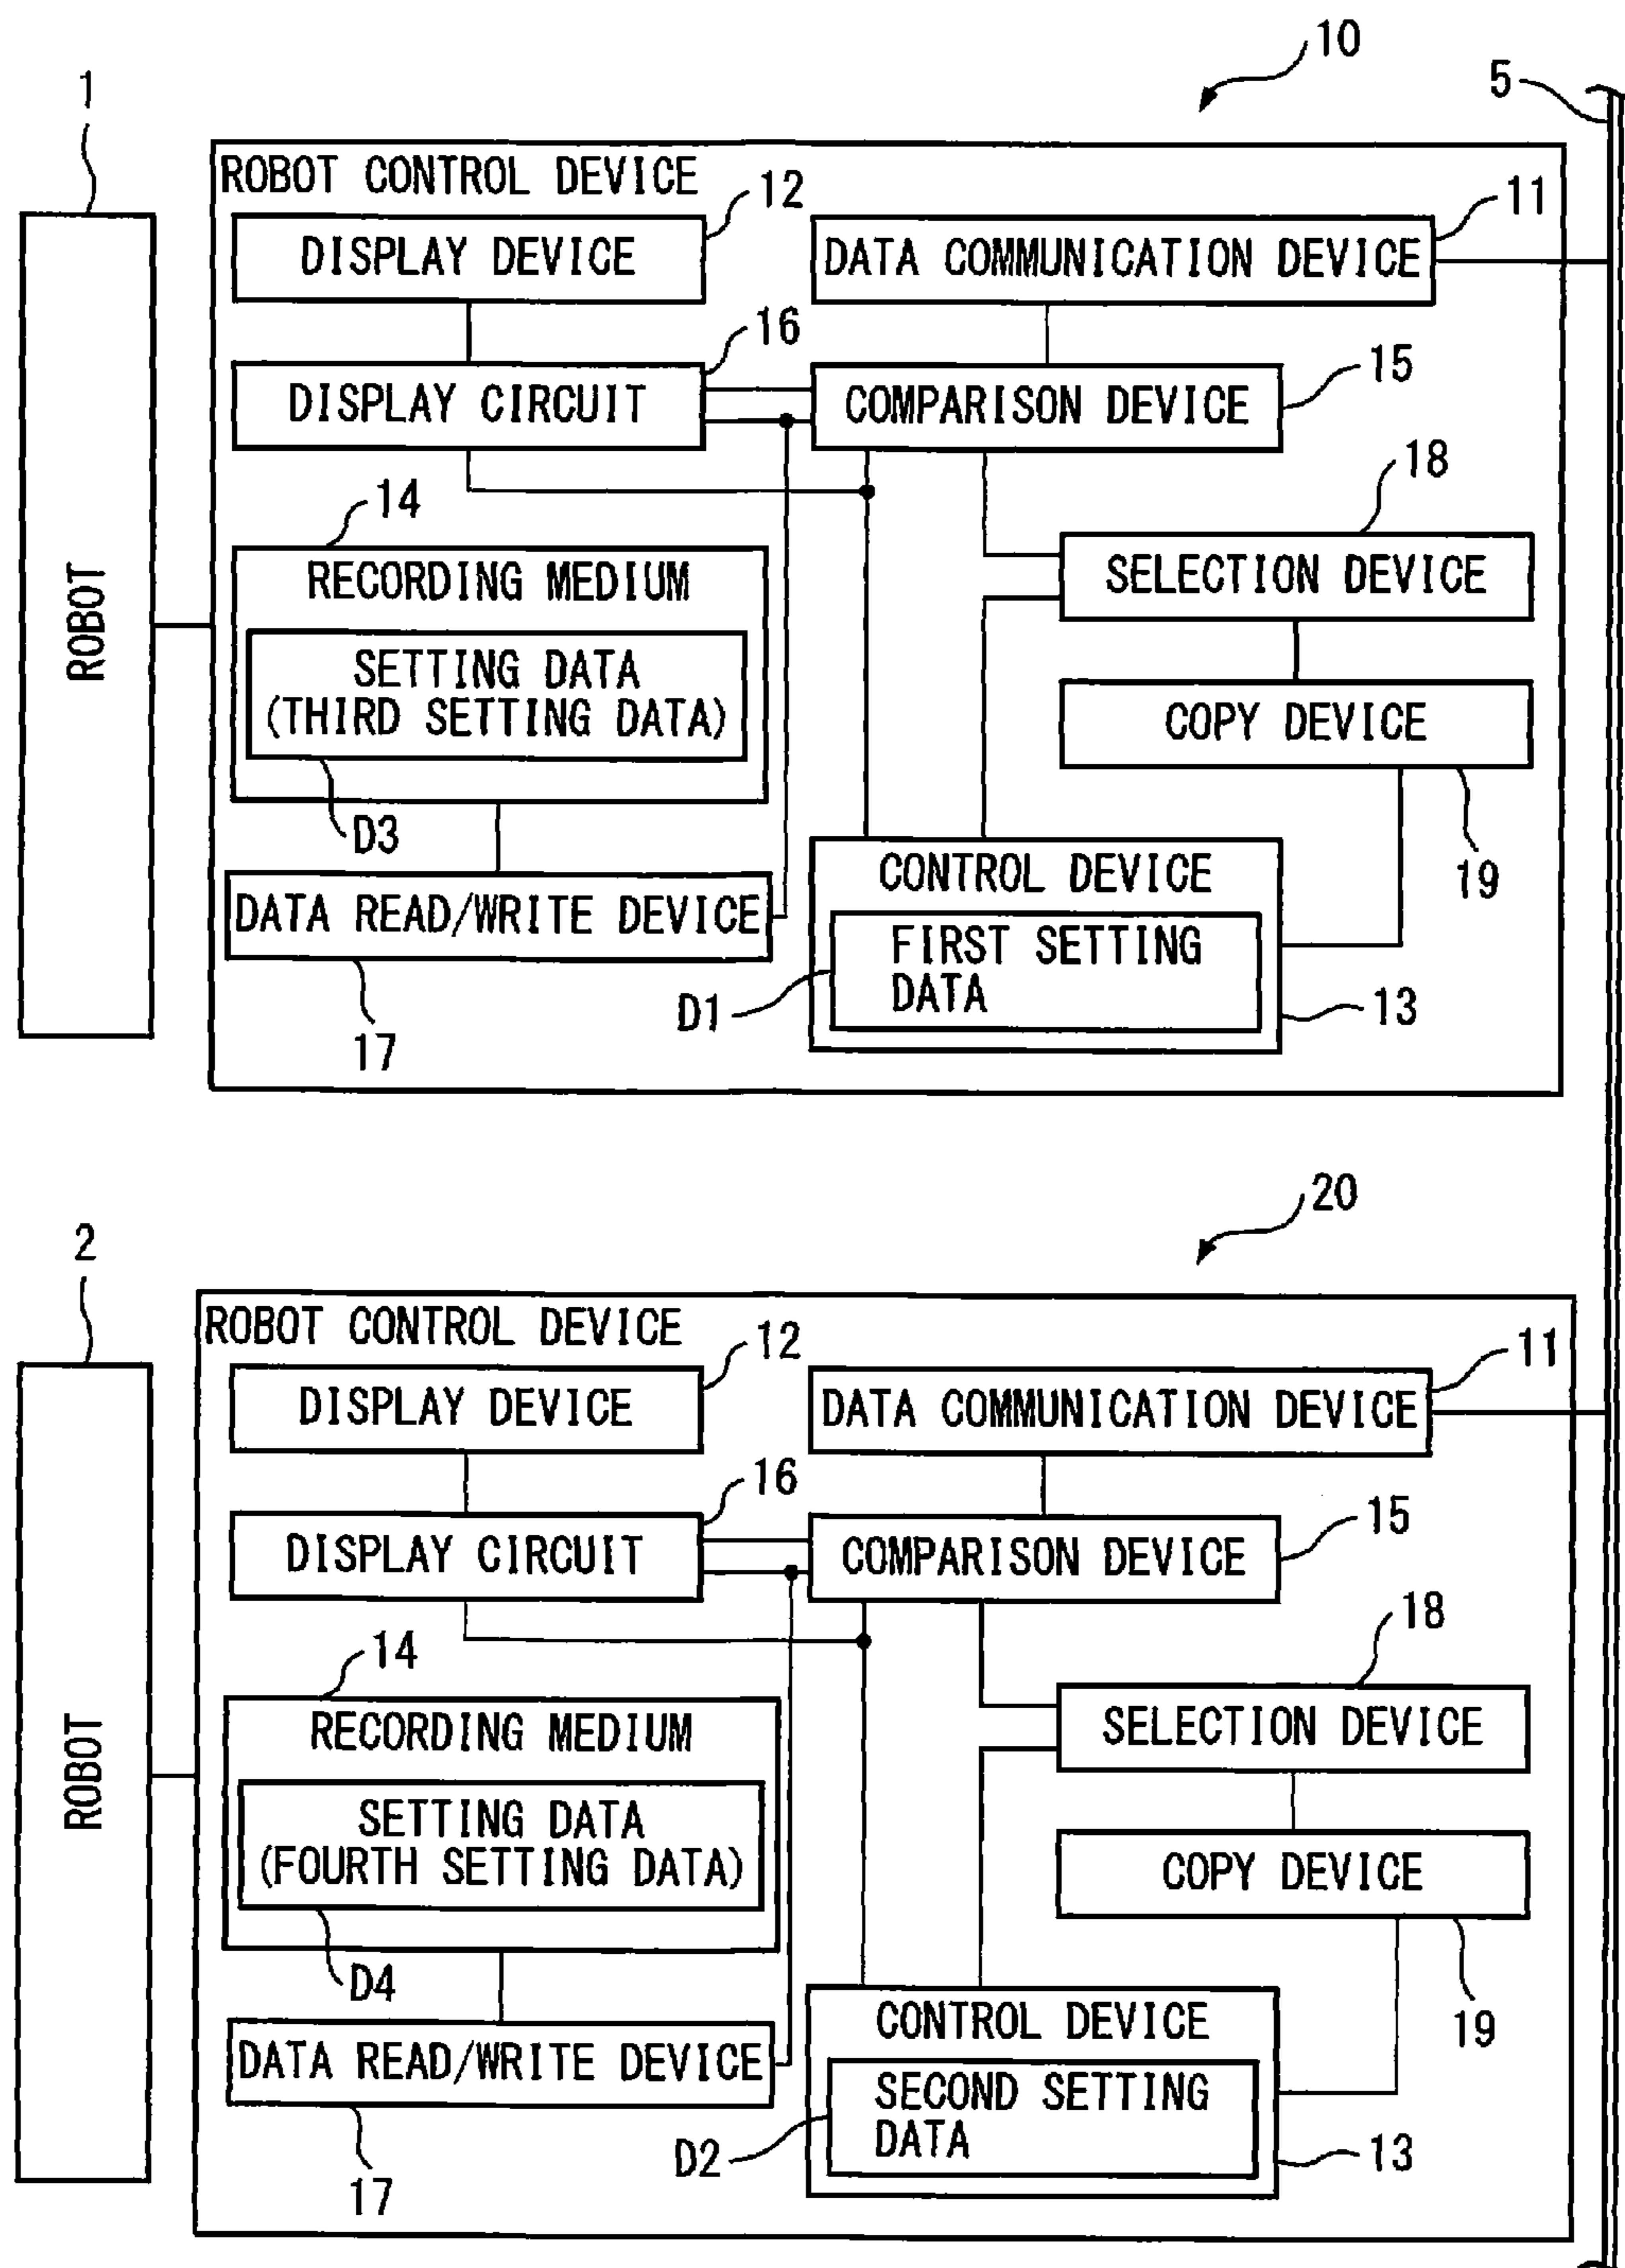 10
5
1
ROBOT CONTROL DEVICE
12
11
DISPLAY DEVICE
DATA COMMUNICATION DEVICE
16
15
DISPLAY CIRCUIT
COMPARISON DEVICE
18
14
RECORDING MEDIUM
SELECTION DEVICE
ROBOT
SETTING DATA
(THIRD SETTING DATA)
COPY DEVICE
D3
CONTROL DEVICE
19
DATA READ/WRITE DEVICE
FIRST SETTING
DATA
D1
13
17
20
2
ROBOT CONTROL DEVICE
12
11
DISPLAY DEVICE
DATA COMMUNICATION DEVICE
16
15
DISPLAY CIRCUIT
COMPARISON DEVICE
18
14
RECORDING MEDIUM
SELECTION DEVICE
ROBOT
SETTING DATA
(FOURTH SETTING DATA)
COPY DEVICE
D4
CONTROL DEVICE
19
DATA READ/WRITE DEVICE
SECOND SETTING
DATA
D2
13
17